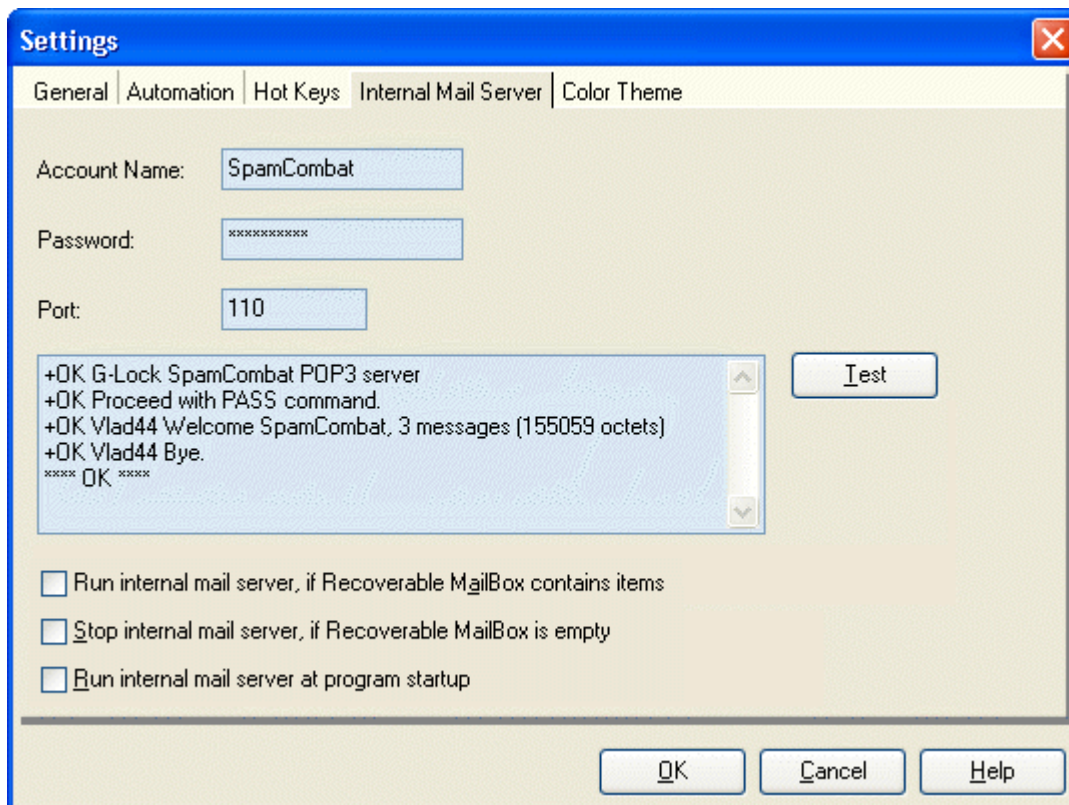 Settings
General Automation Hot Keys Internal Mail Server Color Theme
Account Name: SpamCombat
Password: **********
Port: 110
+OK G-Lock SpamCombat POP3 server
+OK Proceed with PASS command.
+OK Vlad44 Welcome SpamCombat, 3 messages (155059 octets)
+OK Vlad44 Bye.
**** OK ****
Test
Run internal mail server, if Recoverable MailBox contains items
Stop internal mail server, if Recoverable MailBox is empty
Run internal mail server at program startup
OK Cancel Help